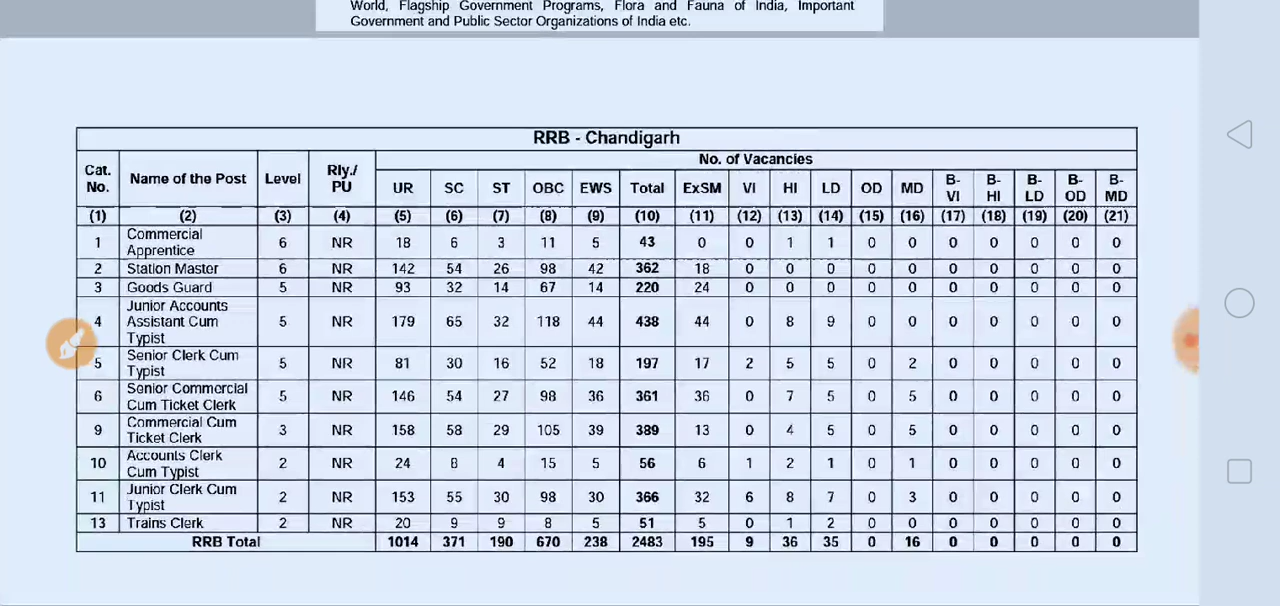 World, Flagship Government Programs, Flora and Fauna of India, Important
Government and Public Sector Organizations of India etc.
RRB - Chandigarh
Cat. No. Name of the Post Level Rly./ PU No. of Vacancies
UR SC ST OBC EWS Total ExSM VI HI LD OD MD B-VI B-HI B-LD B-OD B-MD
(1) (2) (3) (4) (5) (6) (7) (8) (9) (10) (11) (12) (13) (14) (15) (16) (17) (18) (19) (20) (21)
1 Commercial Apprentice 6 NR 18 6 3 11 5 43 0 0 1 1 0 0 0 0 0 0 0
2 Station Master 6 NR 142 54 26 98 42 362 18 0 0 0 0 0 0 0 0 0 0
3 Goods Guard 5 NR 93 32 14 67 14 220 24 0 0 0 0 0 0 0 0 0 0
4 Junior Accounts Assistant Cum Typist 5 NR 179 65 32 118 44 438 44 0 8 9 0 0 0 0 0 0 0
5 Senior Clerk Cum Typist 5 NR 81 30 16 52 18 197 17 2 5 5 0 2 0 0 0 0 0
6 Senior Commercial Cum Ticket Clerk 5 NR 146 54 27 98 36 361 36 0 7 5 0 5 0 0 0 0 0
9 Commercial Cum Ticket Clerk 3 NR 158 58 29 105 39 389 13 0 4 5 0 5 0 0 0 0 0
10 Accounts Clerk Cum Typist 2 NR 24 8 4 15 5 56 6 1 2 1 0 1 0 0 0 0 0
11 Junior Clerk Cum Typist 2 NR 153 55 30 98 30 366 32 6 8 7 0 3 0 0 0 0 0
13 Trains Clerk 2 NR 20 9 9 8 5 51 5 0 1 2 0 0 0 0 0 0 0
RRB Total 1014 371 190 670 238 2483 195 9 36 35 0 16 0 0 0 0 0